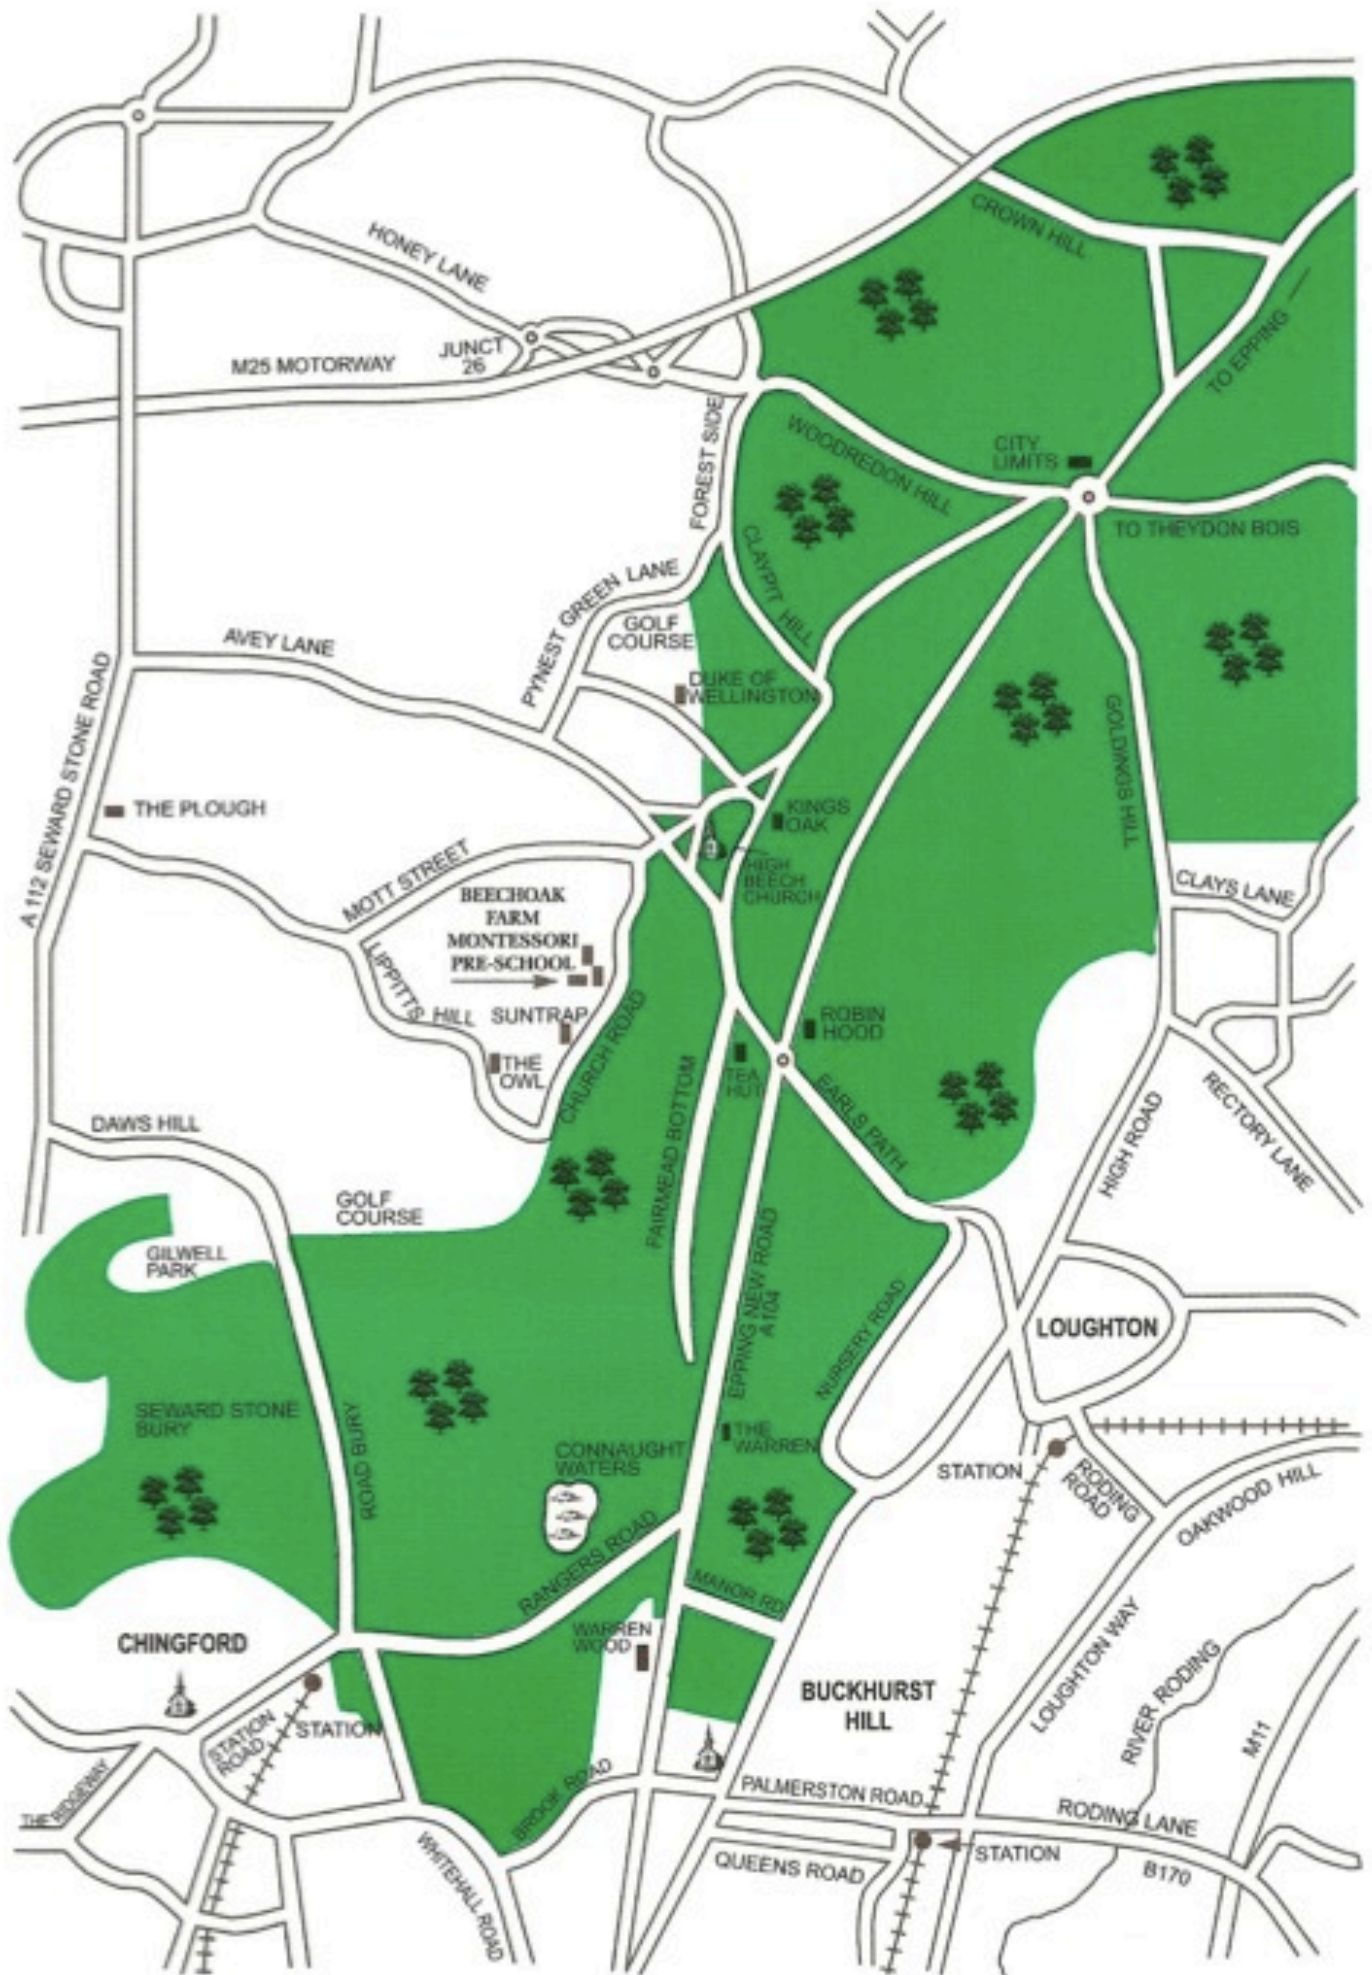 CROWN HILL
HONEY LANE
M25 MOTORWAY
JUNCT
26
TO EPPING
FOREST SIDE
WOODREDON HILL
CITY
LIMITS
TO THEYDON BOIS
CLAYPIT HILL
PYNEST GREEN LANE
GOLF
COURSE
AVEY LANE
DUKE OF
WELLINGTON
GOLDINGS HILL
A 112 SEWARD STONE ROAD
THE PLOUGH
KINGS
OAK
MOTT STREET
HIGH
BEECH
CHURCH
CLAYS LANE
BEECHOAK
FARM
MONTESSORI
PRE-SCHOOL
LIPPITTS HILL
SUNTRAP
THE
OWL
CHURCH ROAD
ROBIN
HOOD
TEA
HUT
EARLS PATH
FAIRMEAD BOTTOM
HIGH ROAD
RECTORY LANE
DAWS HILL
GOLF
COURSE
GILWELL
PARK
EPPING NEW ROAD
A104
NURSERY ROAD
LOUGHTON
SEWARD STONE
BURY
ROAD BURY
CONNAUGHT
WATERS
THE
WARREN
STATION
RODING
ROAD
OAKWOOD HILL
RANGERS ROAD
MANOR RD
WARREN
WOOD
CHINGFORD
BUCKHURST
HILL
LOUGHTON WAY
RIVER RODING
M11
STATION
ROAD
STATION
THE RIDGEWAY
BRDGE ROAD
PALMERSTON ROAD
RODING LANE
WHITEHALL ROAD
QUEENS ROAD
STATION
B170